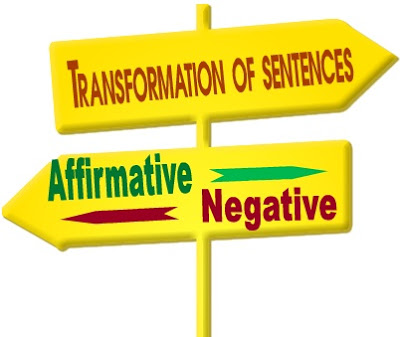 TRANSFORMATION OF SENTENCES
Affirmative
Negative